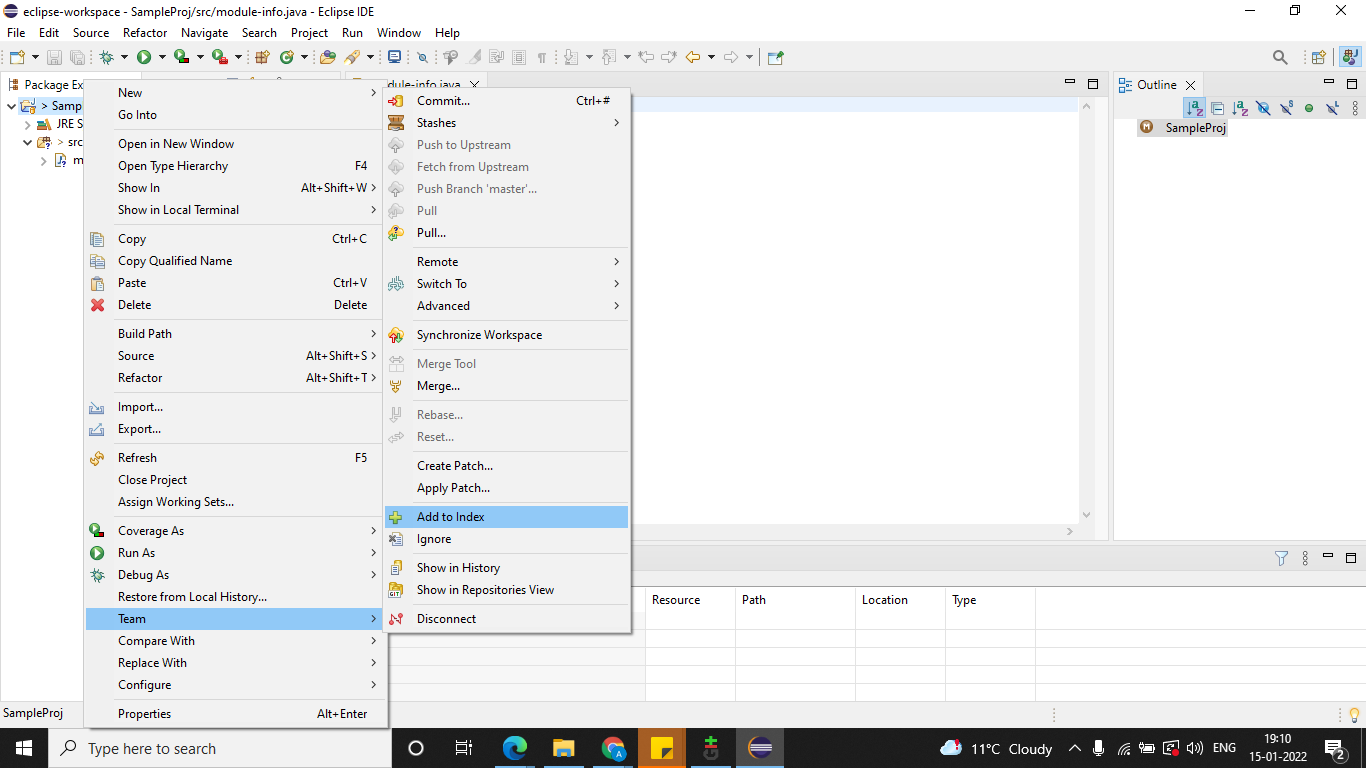 eclipse-workspace - SampleProj/src/module-info.java - Eclipse IDE
File Edit Source Refactor Navigate Search Project Run Window Help
Package Ex
dule-info.java
Outline
> Samp
JRE S
> src
m
SampleProj
New
Go Into
Open in New Window
Open Type Hierarchy F4
Show In Alt+Shift+W
Show in Local Terminal
Copy Ctrl+C
Copy Qualified Name
Paste Ctrl+V
Delete Delete
Build Path
Source Alt+Shift+S
Refactor Alt+Shift+T
Import...
Export...
Refresh F5
Close Project
Assign Working Sets...
Coverage As
Run As
Debug As
Restore from Local History...
Team
Compare With
Replace With
Configure
Properties Alt+Enter
Commit... Ctrl+#
Stashes
Push to Upstream
Fetch from Upstream
Push Branch 'master'...
Pull
Pull...
Remote
Switch To
Advanced
Synchronize Workspace
Merge Tool
Merge...
Rebase...
Reset...
Create Patch...
Apply Patch...
Add to Index
Ignore
Show in History
Show in Repositories View
Disconnect
Resource Path Location Type
SampleProj
Type here to search
11°C Cloudy
ENG
19:10
15-01-2022
2